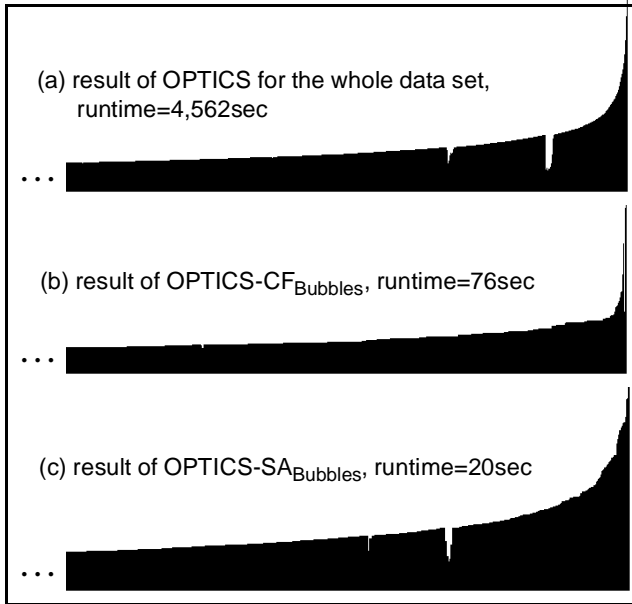 (a) result of OPTICS for the whole data set,
runtime=4,562sec
...
(b) result of OPTICS-CFBubbles, runtime=76sec
...
(c) result of OPTICS-SABubbles, runtime=20sec
...